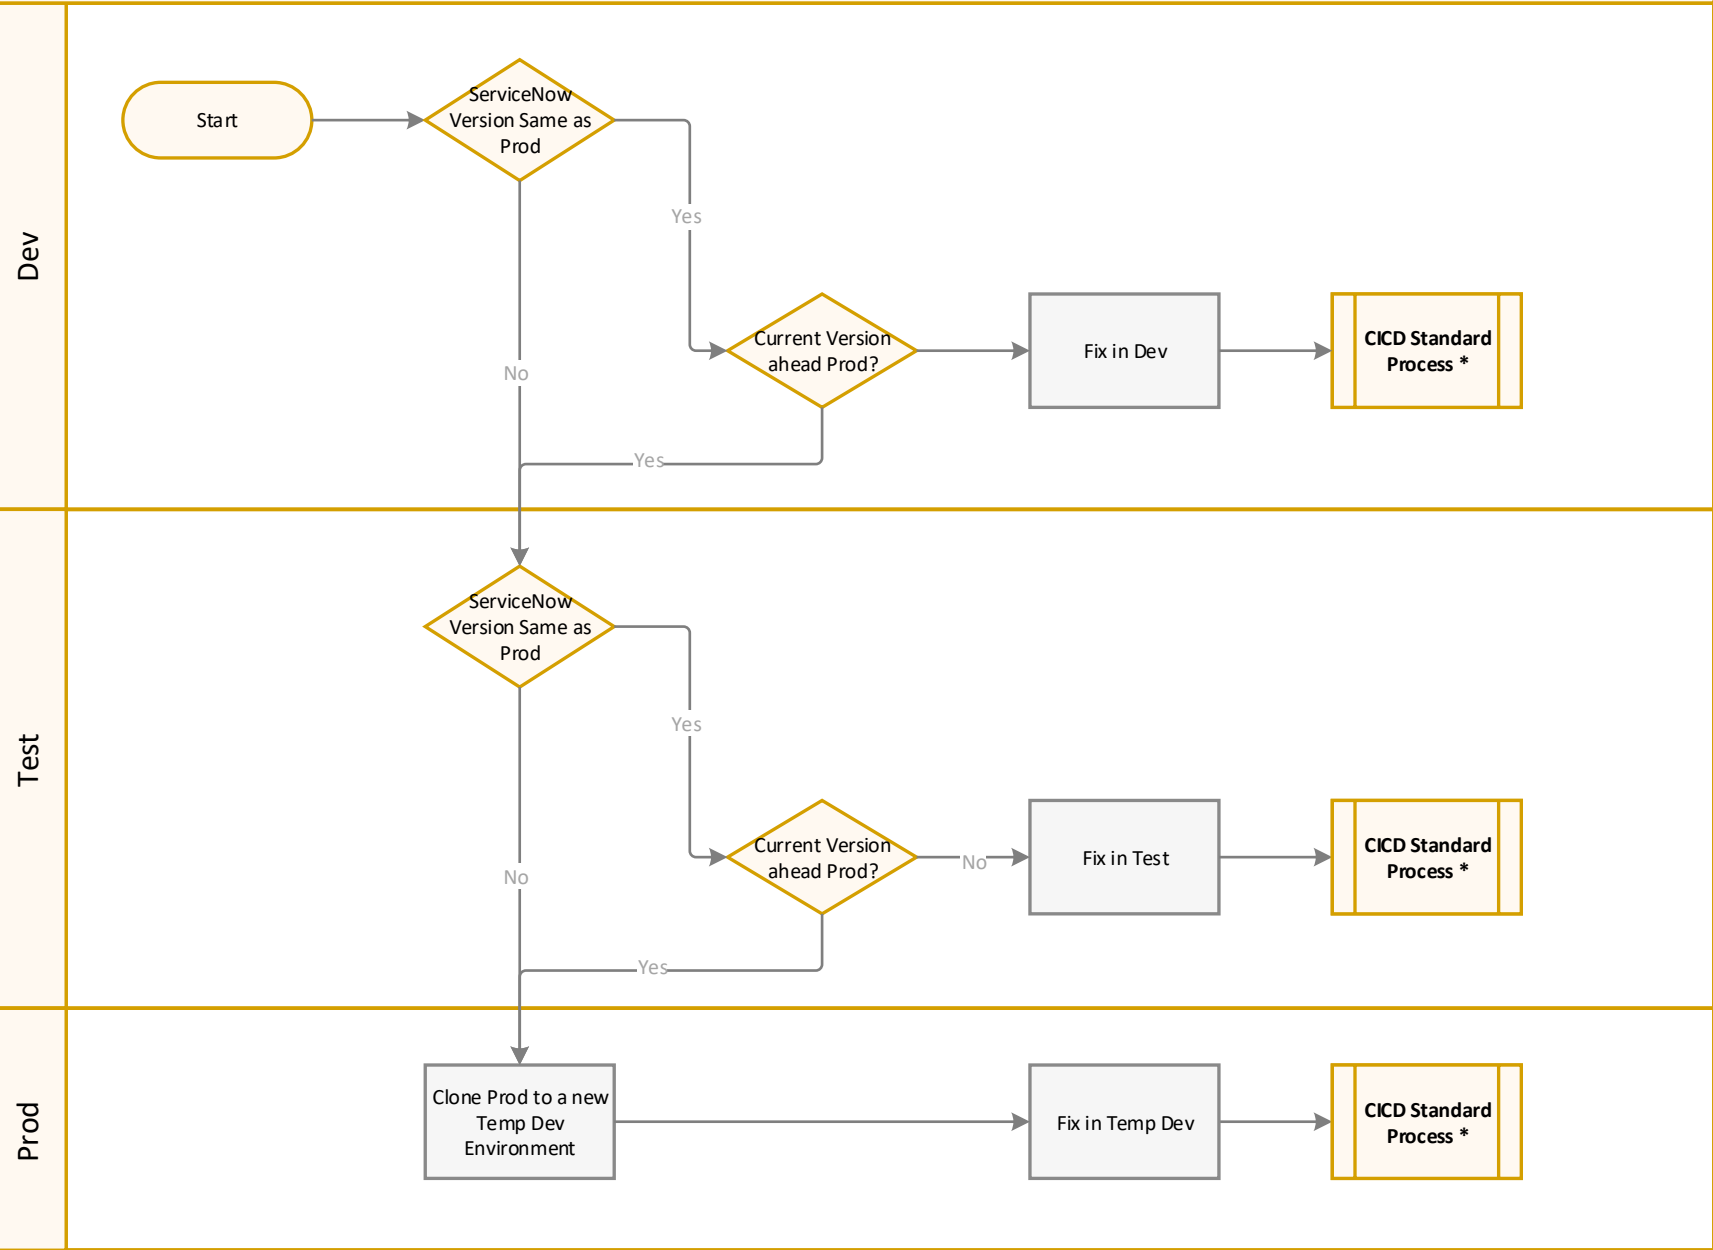 Dev
Start
ServiceNow
Version Same as
Prod
Yes
No
Current Version
ahead Prod?
Fix in Dev
CICD Standard
Process *
Yes
Test
ServiceNow
Version Same as
Prod
Yes
No
Current Version
ahead Prod?
No
Fix in Test
CICD Standard
Process *
Yes
Prod
Clone Prod to a new
Temp Dev
Environment
Fix in Temp Dev
CICD Standard
Process *